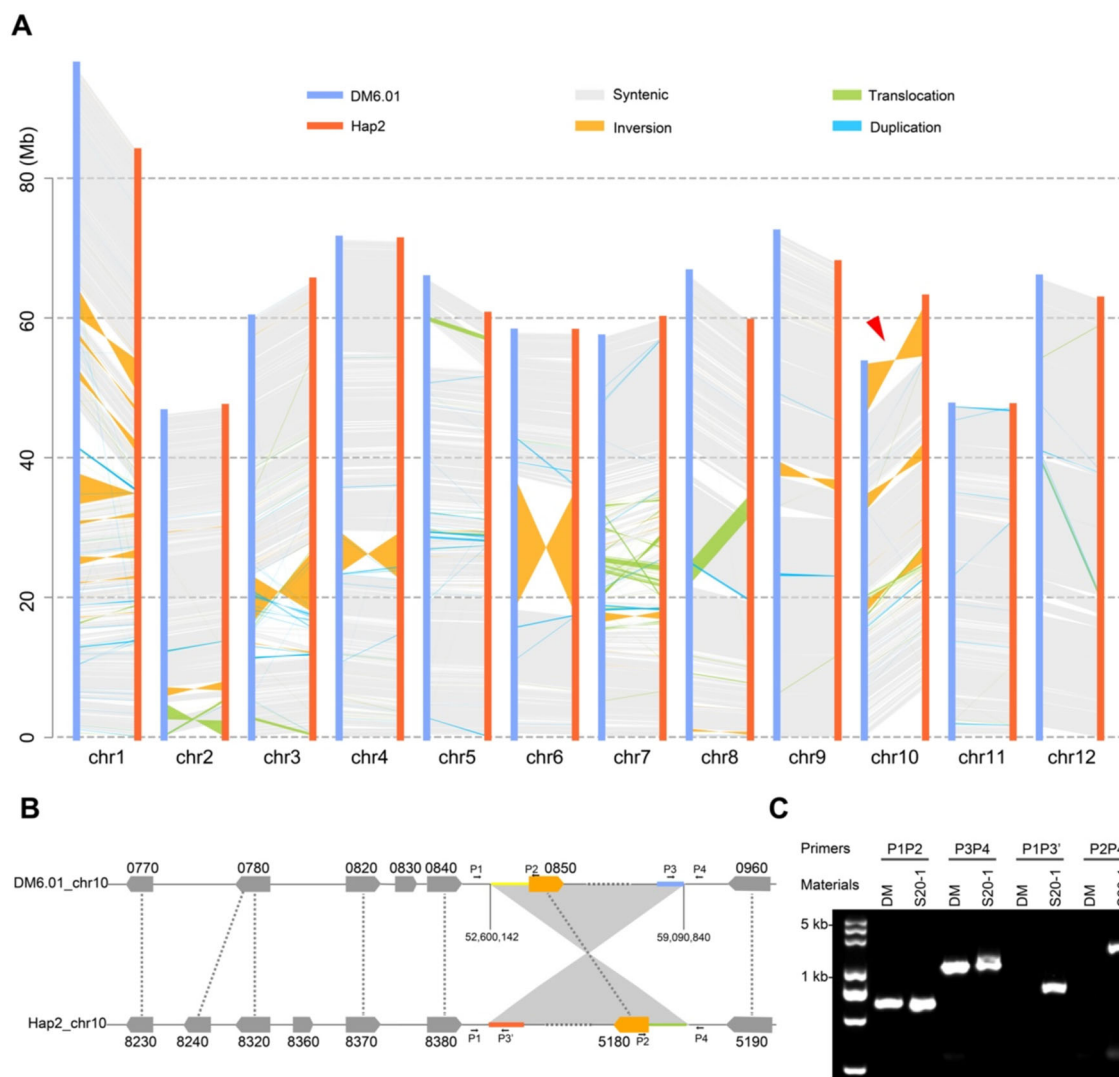 A
DM6.01 Syntenic Translocation
Hap2 Inversion Duplication
80 (Mb)
60
40
20
0
chr1 chr2 chr3 chr4 chr5 chr6 chr7 chr8 chr9 chr10 chr11 chr12
B
0770 0780 0820 0830 0840 P1 P2 0850 P3 P4 0960
DM6.01_chr10
52,600,142 59,090,840
Hap2_chr10
8230 8240 8320 8360 8370 8380 P1 P3' 5180 P2 P4 5190
C
Primers P1P2 P3P4 P1P3' P2P4
Materials DM S20-1 DM S20-1 DM S20-1 DM
5 kb
1 kb